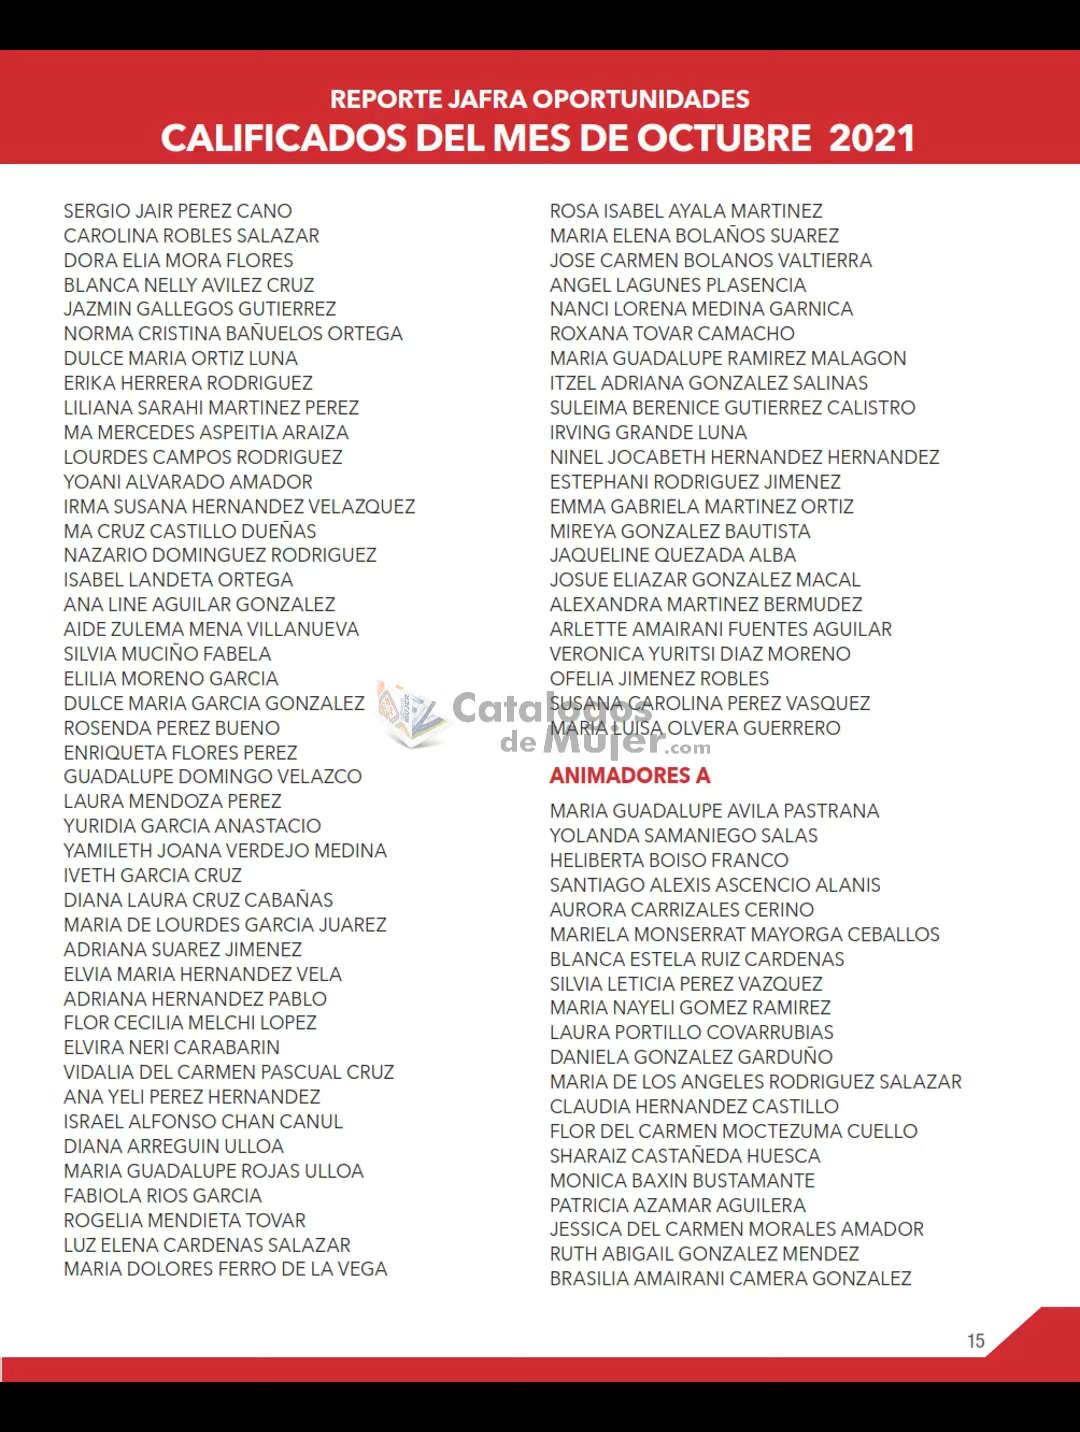 REPORTE JAFRA OPORTUNIDADES
CALIFICADOS DEL MES DE OCTUBRE 2021
SERGIO JAIR PEREZ CANO
CAROLINA ROBLES SALAZAR
DORA ELIA MORA FLORES
BLANCA NELLY AVILEZ CRUZ
JAZMIN GALLEGOS GUTIERREZ
NORMA CRISTINA BAÑUELOS ORTEGA
DULCE MARIA ORTIZ LUNA
ERIKA HERRERA RODRIGUEZ
LILIANA SARAHI MARTINEZ PEREZ
MA MERCEDES ASPEITIA ARAIZA
LOURDES CAMPOS RODRIGUEZ
YOANI ALVARADO AMADOR
IRMA SUSANA HERNANDEZ VELAZQUEZ
MA CRUZ CASTILLO DUEÑAS
NAZARIO DOMINGUEZ RODRIGUEZ
ISABEL LANDETA ORTEGA
ANA LINE AGUILAR GONZALEZ
AIDE ZULEMA MENA VILLANUEVA
SILVIA MUCIÑO FABELA
ELILIA MORENO GARCIA
DULCE MARIA GARCIA GONZALEZ
ROSENDA PEREZ BUENO
ENRIQUETA FLORES PEREZ
GUADALUPE DOMINGO VELAZCO
LAURA MENDOZA PEREZ
YURIDIA GARCIA ANASTACIO
YAMILETH JOANA VERDEJO MEDINA
IVETH GARCIA CRUZ
DIANA LAURA CRUZ CABAÑAS
MARIA DE LOURDES GARCIA JUAREZ
ADRIANA SUAREZ JIMENEZ
ELVIA MARIA HERNANDEZ VELA
ADRIANA HERNANDEZ PABLO
FLOR CECILIA MELCHI LOPEZ
ELVIRA NERI CARABARIN
VIDALIA DEL CARMEN PASCUAL CRUZ
ANA YELI PEREZ HERNANDEZ
ISRAEL ALFONSO CHAN CANUL
DIANA ARREGUIN ULLOA
MARIA GUADALUPE ROJAS ULLOA
FABIOLA RIOS GARCIA
ROGELIA MENDIETA TOVAR
LUZ ELENA CARDENAS SALAZAR
MARIA DOLORES FERRO DE LA VEGA
ROSA ISABEL AYALA MARTINEZ
MARIA ELENA BOLAÑOS SUAREZ
JOSE CARMEN BOLANOS VALTIERRA
ANGEL LAGUNES PLASENCIA
NANCI LORENA MEDINA GARNICA
ROXANA TOVAR CAMACHO
MARIA GUADALUPE RAMIREZ MALAGON
ITZEL ADRIANA GONZALEZ SALINAS
SULEIMA BERENICE GUTIERREZ CALISTRO
IRVING GRANDE LUNA
NINEL JOCABETH HERNANDEZ HERNANDEZ
ESTEPHANI RODRIGUEZ JIMENEZ
EMMA GABRIELA MARTINEZ ORTIZ
MIREYA GONZALEZ BAUTISTA
JAQUELINE QUEZADA ALBA
JOSUE ELIAZAR GONZALEZ MACAL
ALEXANDRA MARTINEZ BERMUDEZ
ARLETTE AMAIRANI FUENTES AGUILAR
VERONICA YURITSI DIAZ MORENO
OFELIA JIMENEZ ROBLES
SUSANA CAROLINA PEREZ VASQUEZ
MARIA LUISA OLVERA GUERRERO
Catalogos
de Mujer.com
ANIMADORES A
MARIA GUADALUPE AVILA PASTRANA
YOLANDA SAMANIEGO SALAS
HELIBERTA BOISO FRANCO
SANTIAGO ALEXIS ASCENCIO ALANIS
AURORA CARRIZALES CERINO
MARIELA MONSERRAT MAYORGA CEBALLOS
BLANCA ESTELA RUIZ CARDENAS
SILVIA LETICIA PEREZ VAZQUEZ
MARIA NAYELI GOMEZ RAMIREZ
LAURA PORTILLO COVARRUBIAS
DANIELA GONZALEZ GARDUÑO
MARIA DE LOS ANGELES RODRIGUEZ SALAZAR
CLAUDIA HERNANDEZ CASTILLO
FLOR DEL CARMEN MOCTEZUMA CUELLO
SHARAIZ CASTAÑEDA HUESCA
MONICA BAXIN BUSTAMANTE
PATRICIA AZAMAR AGUILERA
JESSICA DEL CARMEN MORALES AMADOR
RUTH ABIGAIL GONZALEZ MENDEZ
BRASILIA AMAIRANI CAMERA GONZALEZ
15